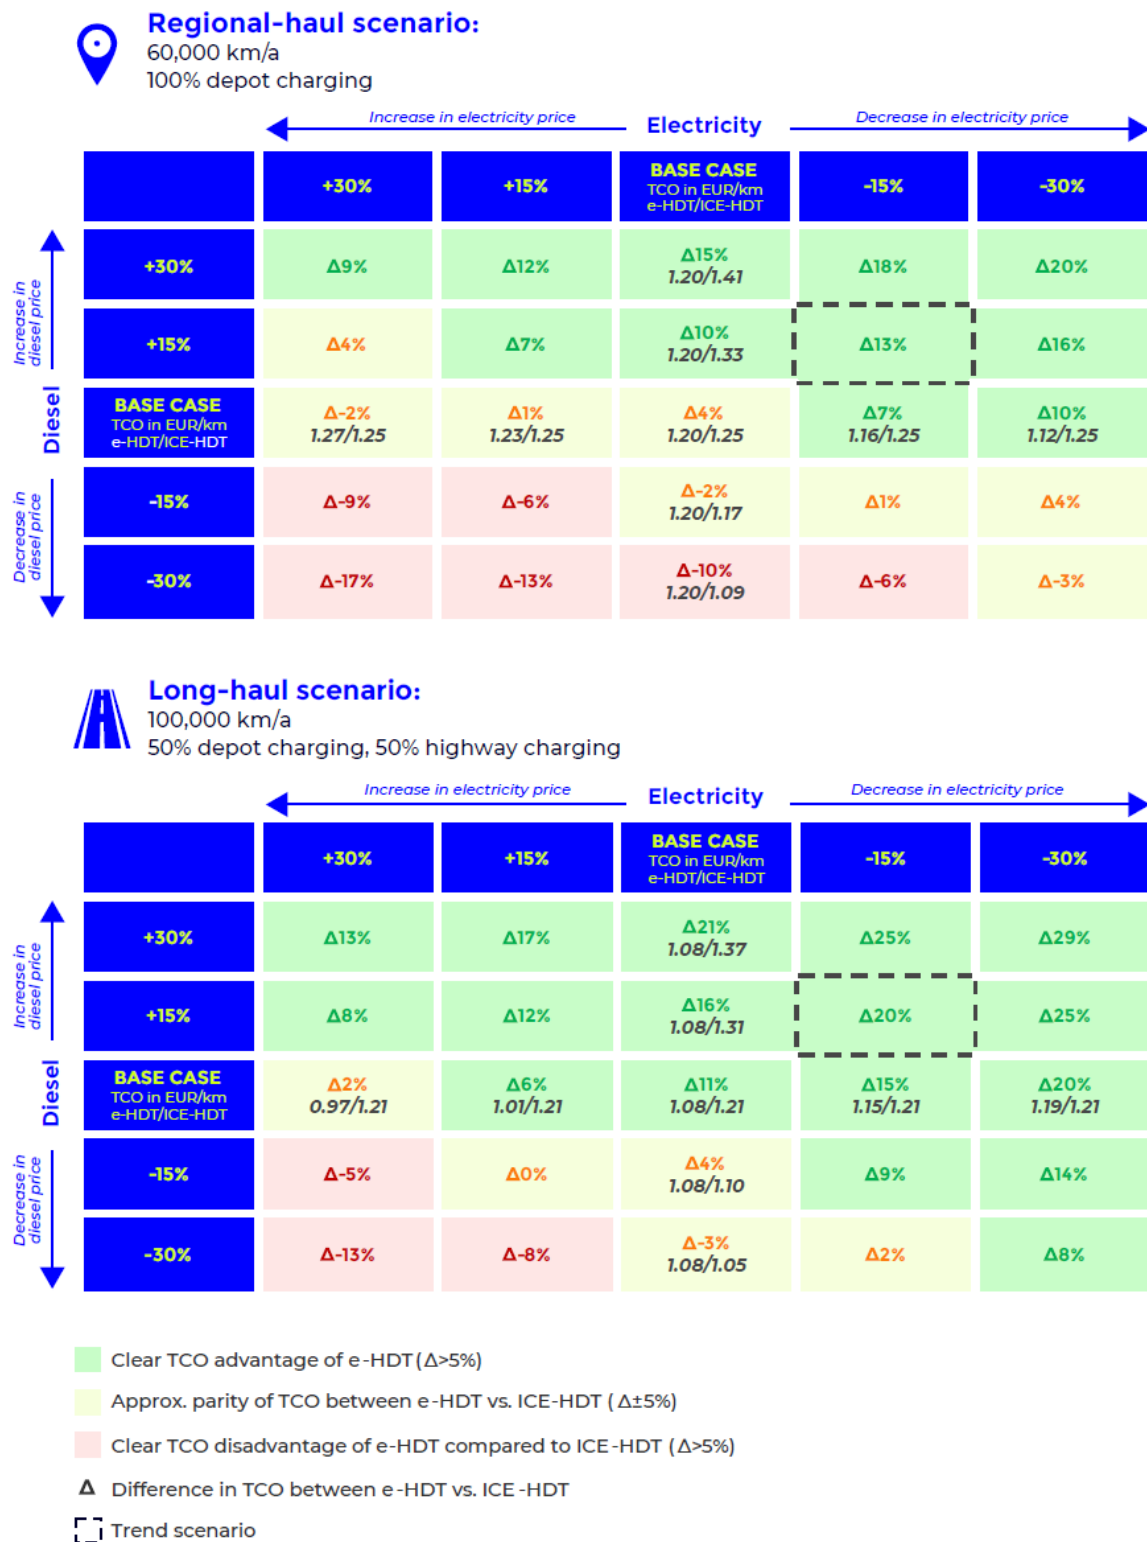 Regional-haul scenario:
60,000 km/a
100% depot charging
Increase in electricity price
Electricity
Decrease in electricity price
+30%
+15%
BASE CASE
TCO in EUR/km
e-HDT/ICE-HDT
-15%
-30%
Increase in
diesel price
Diesel
Decrease in
diesel price
+30%
Δ9%
Δ12%
Δ15%
1.20/1.41
Δ18%
Δ20%
+15%
Δ4%
Δ7%
Δ10%
1.20/1.33
Δ13%
Δ16%
BASE CASE
TCO in EUR/km
e-HDT/ICE-HDT
Δ-2%
1.27/1.25
Δ1%
1.23/1.25
Δ4%
1.20/1.25
Δ7%
1.16/1.25
Δ10%
1.12/1.25
-15%
Δ-9%
Δ-6%
Δ-2%
1.20/1.17
Δ1%
Δ4%
-30%
Δ-17%
Δ-13%
Δ-10%
1.20/1.09
Δ-6%
Δ-3%
Long-haul scenario:
100,000 km/a
50% depot charging, 50% highway charging
Increase in electricity price
Electricity
Decrease in electricity price
+30%
+15%
BASE CASE
TCO in EUR/km
e-HDT/ICE-HDT
-15%
-30%
Increase in
diesel price
Diesel
Decrease in
diesel price
+30%
Δ13%
Δ17%
Δ21%
1.08/1.37
Δ25%
Δ29%
+15%
Δ8%
Δ12%
Δ16%
1.08/1.31
Δ20%
Δ25%
BASE CASE
TCO in EUR/km
e-HDT/ICE-HDT
Δ2%
0.97/1.21
Δ6%
1.01/1.21
Δ11%
1.08/1.21
Δ15%
1.15/1.21
Δ20%
1.19/1.21
-15%
Δ-5%
Δ0%
Δ4%
1.08/1.10
Δ9%
Δ14%
-30%
Δ-13%
Δ-8%
Δ-3%
1.08/1.05
Δ2%
Δ8%
Clear TCO advantage of e-HDT (Δ>5%)
Approx. parity of TCO between e-HDT vs. ICE-HDT ( Δ±5%)
Clear TCO disadvantage of e-HDT compared to ICE-HDT ( Δ>5%)
Δ Difference in TCO between e-HDT vs. ICE-HDT
Trend scenario